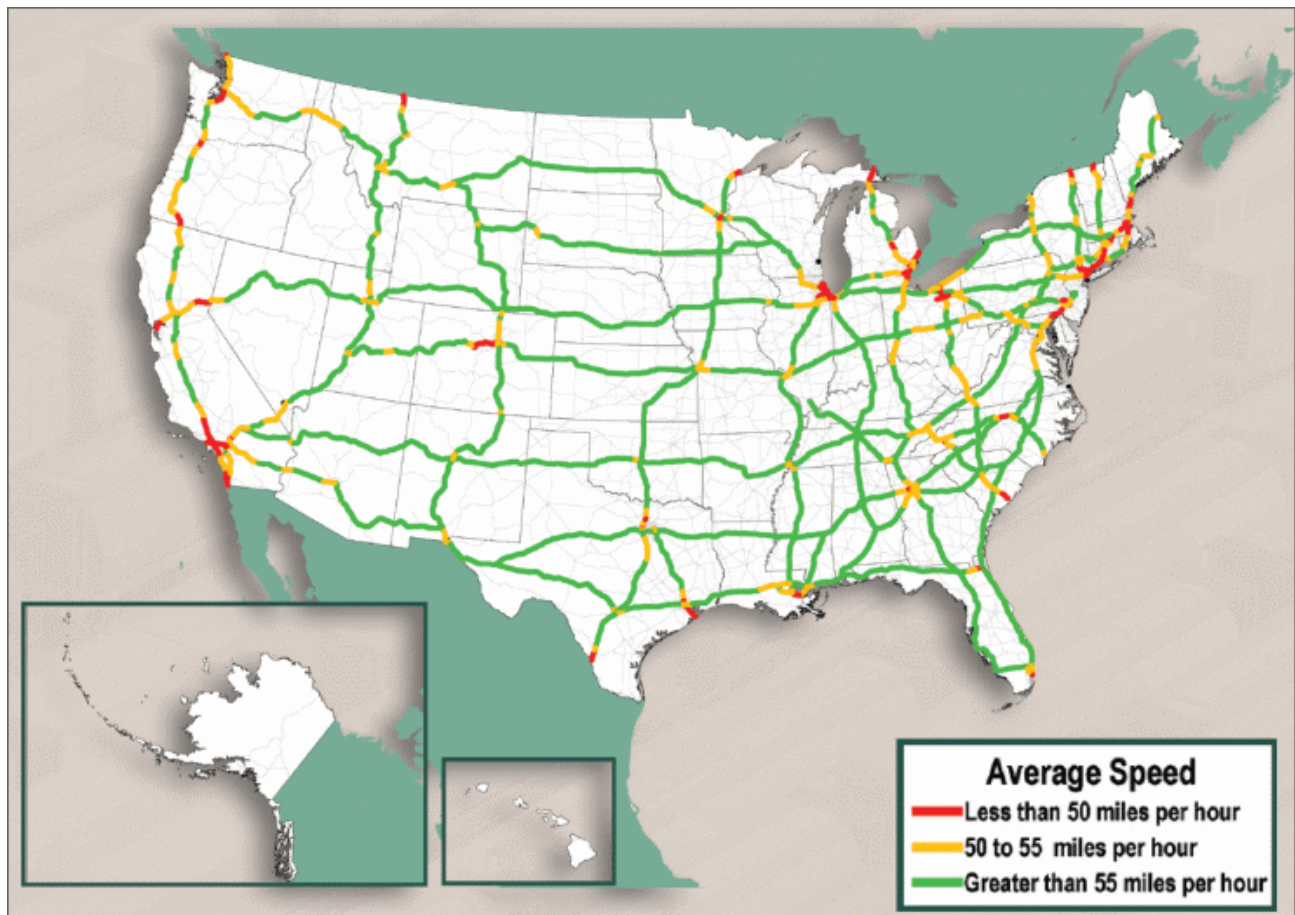 Average Speed
Less than 50 miles per hour
50 to 55 miles per hour
Greater than 55 miles per hour